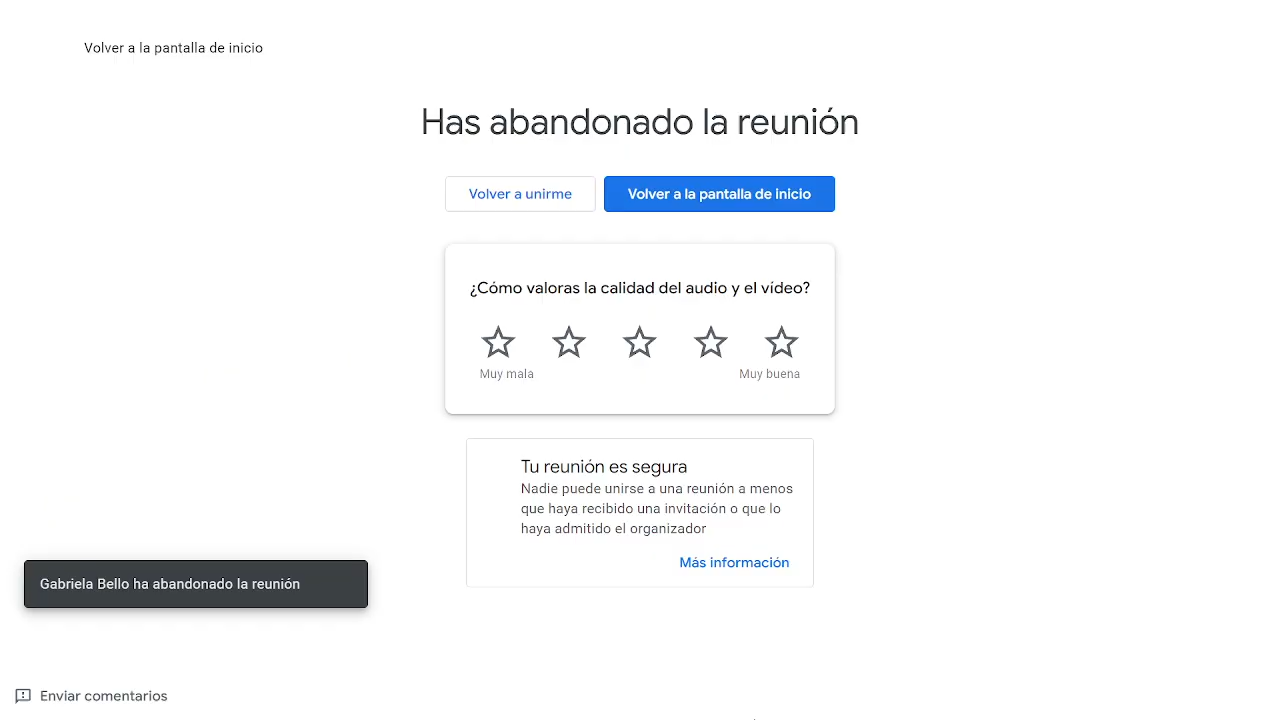 Volver a la pantalla de inicio
Has abandonado la reunión
Volver a unirme
Volver a la pantalla de inicio
¿Cómo valoras la calidad del audio y el vídeo?
Muy mala
Muy buena
Tu reunión es segura
Nadie puede unirse a una reunión a menos
que haya recibido una invitación o que lo
haya admitido el organizador
Más información
Gabriela Bello ha abandonado la reunión
Enviar comentarios